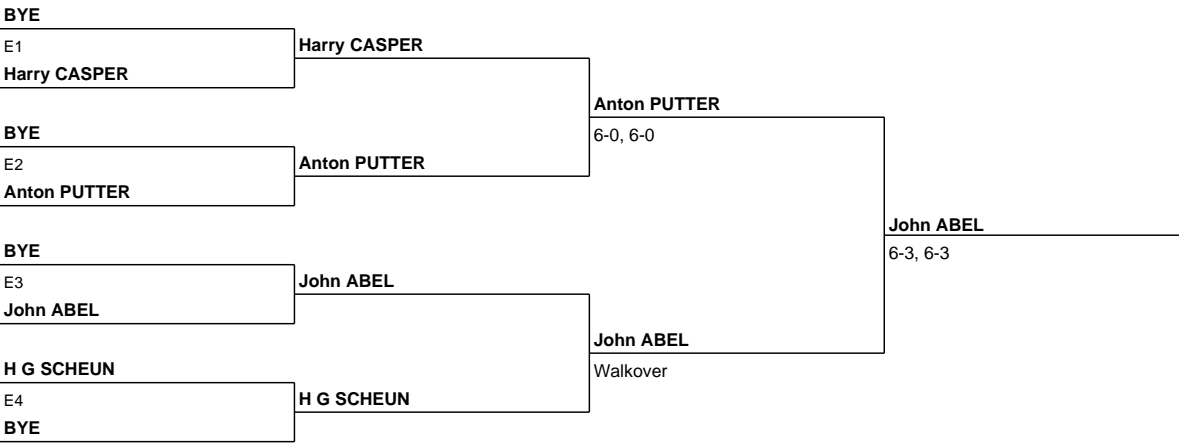 BYE
E1
Harry CASPER
Harry CASPER
BYE
E2
Anton PUTTER
Anton PUTTER
Anton PUTTER
6-0, 6-0
BYE
E3
John ABEL
John ABEL
H G SCHEUN
E4
BYE
H G SCHEUN
John ABEL
Walkover
John ABEL
6-3, 6-3